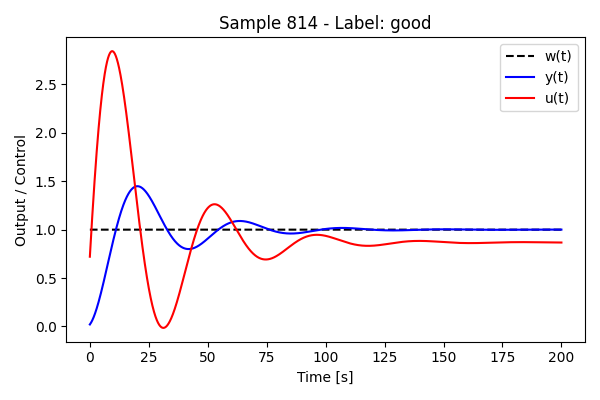 Sample 814 - Label: good
w(t)
y(t)
u(t)
Output / Control
2.5
2.0
1.5
1.0
0.5
0.0
0 25 50 75 100 125 150 175 200
Time [s]